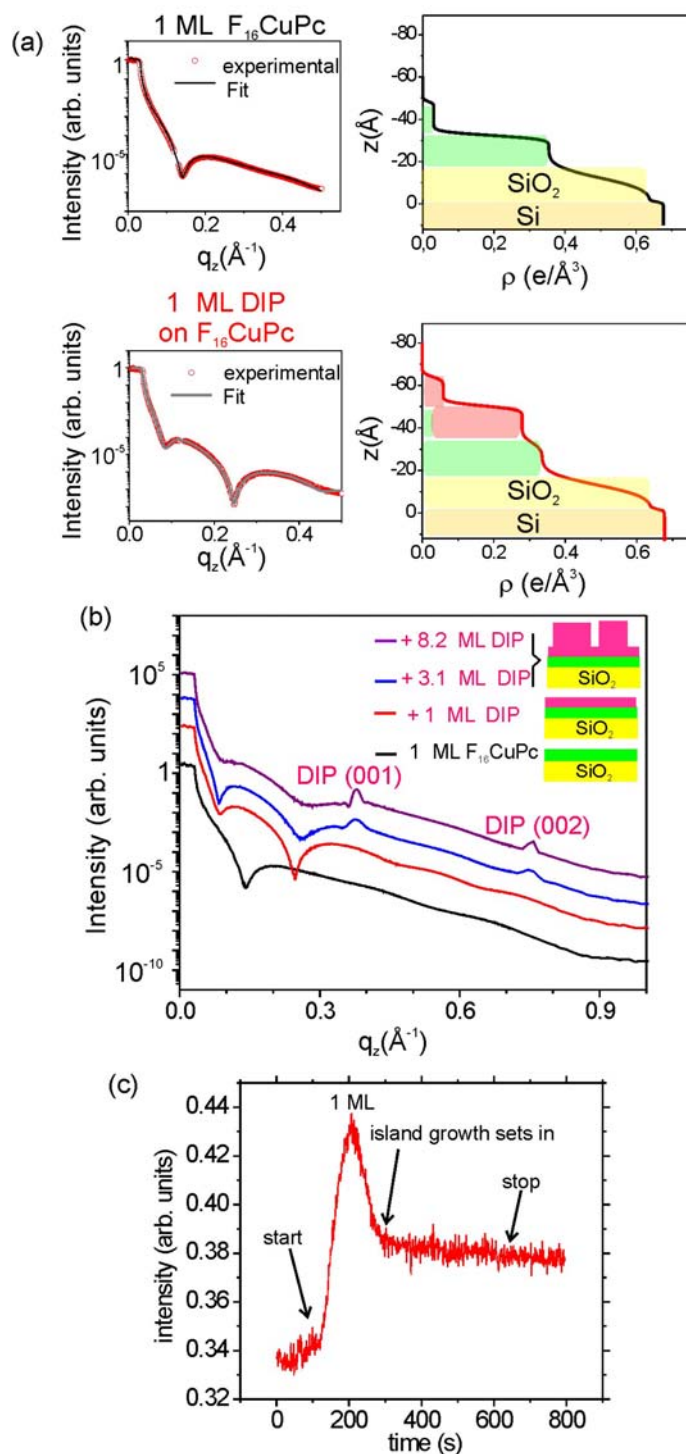 (a)
1 ML F₁₆CuPc
experimental
Fit
Intensity (arb. units)
1
10⁻⁵
0.0 0.2 0.4
q_z(Å⁻¹)
z(Å)
-80
-60
-40
-20
0
SiO₂
Si
0,0 0,2 0,4 0,6
ρ (e/Å³)
1 ML DIP
on F₁₆CuPc
experimental
Fit
Intensity (arb. units)
1
10⁻⁵
0.0 0.2 0.4
q_z(Å⁻¹)
z(Å)
-80
-60
-40
-20
0
SiO₂
Si
0,0 0,2 0,4 0,6
ρ (e/Å³)
(b)
+ 8.2 ML DIP
+ 3.1 ML DIP
+ 1 ML DIP
1 ML F₁₆CuPc
SiO₂
SiO₂
SiO₂
DIP (001)
DIP (002)
Intensity (arb. units)
10⁵
1
10⁻⁵
10⁻¹⁰
0.0 0.3 0.6 0.9
q_z(Å⁻¹)
(c)
1 ML
island growth sets in
stop
start
intensity (arb. units)
0.44
0.42
0.40
0.38
0.36
0.34
0.32
0 200 400 600 800
time (s)